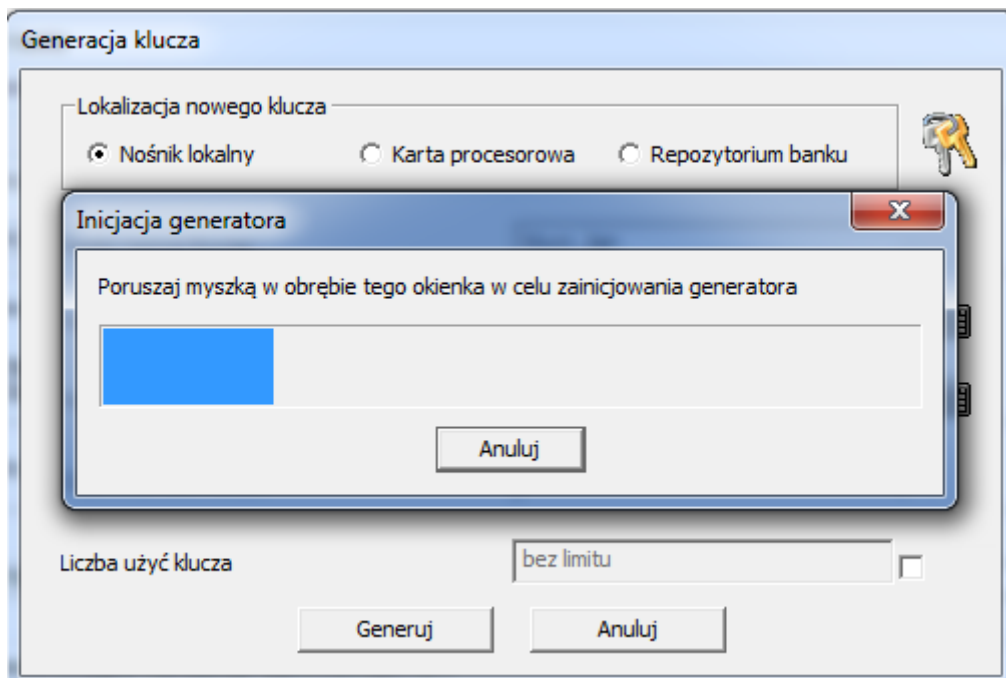 Generacja klucza
Lokalizacja nowego klucza
Nośnik lokalny Karta procesorowa Repozytorium banku
Inicjacja generatora
Poruszaj myszką w obrębie tego okienka w celu zainicjowania generatora
Anuluj
Liczba użyć klucza bez limitu
Generuj Anuluj